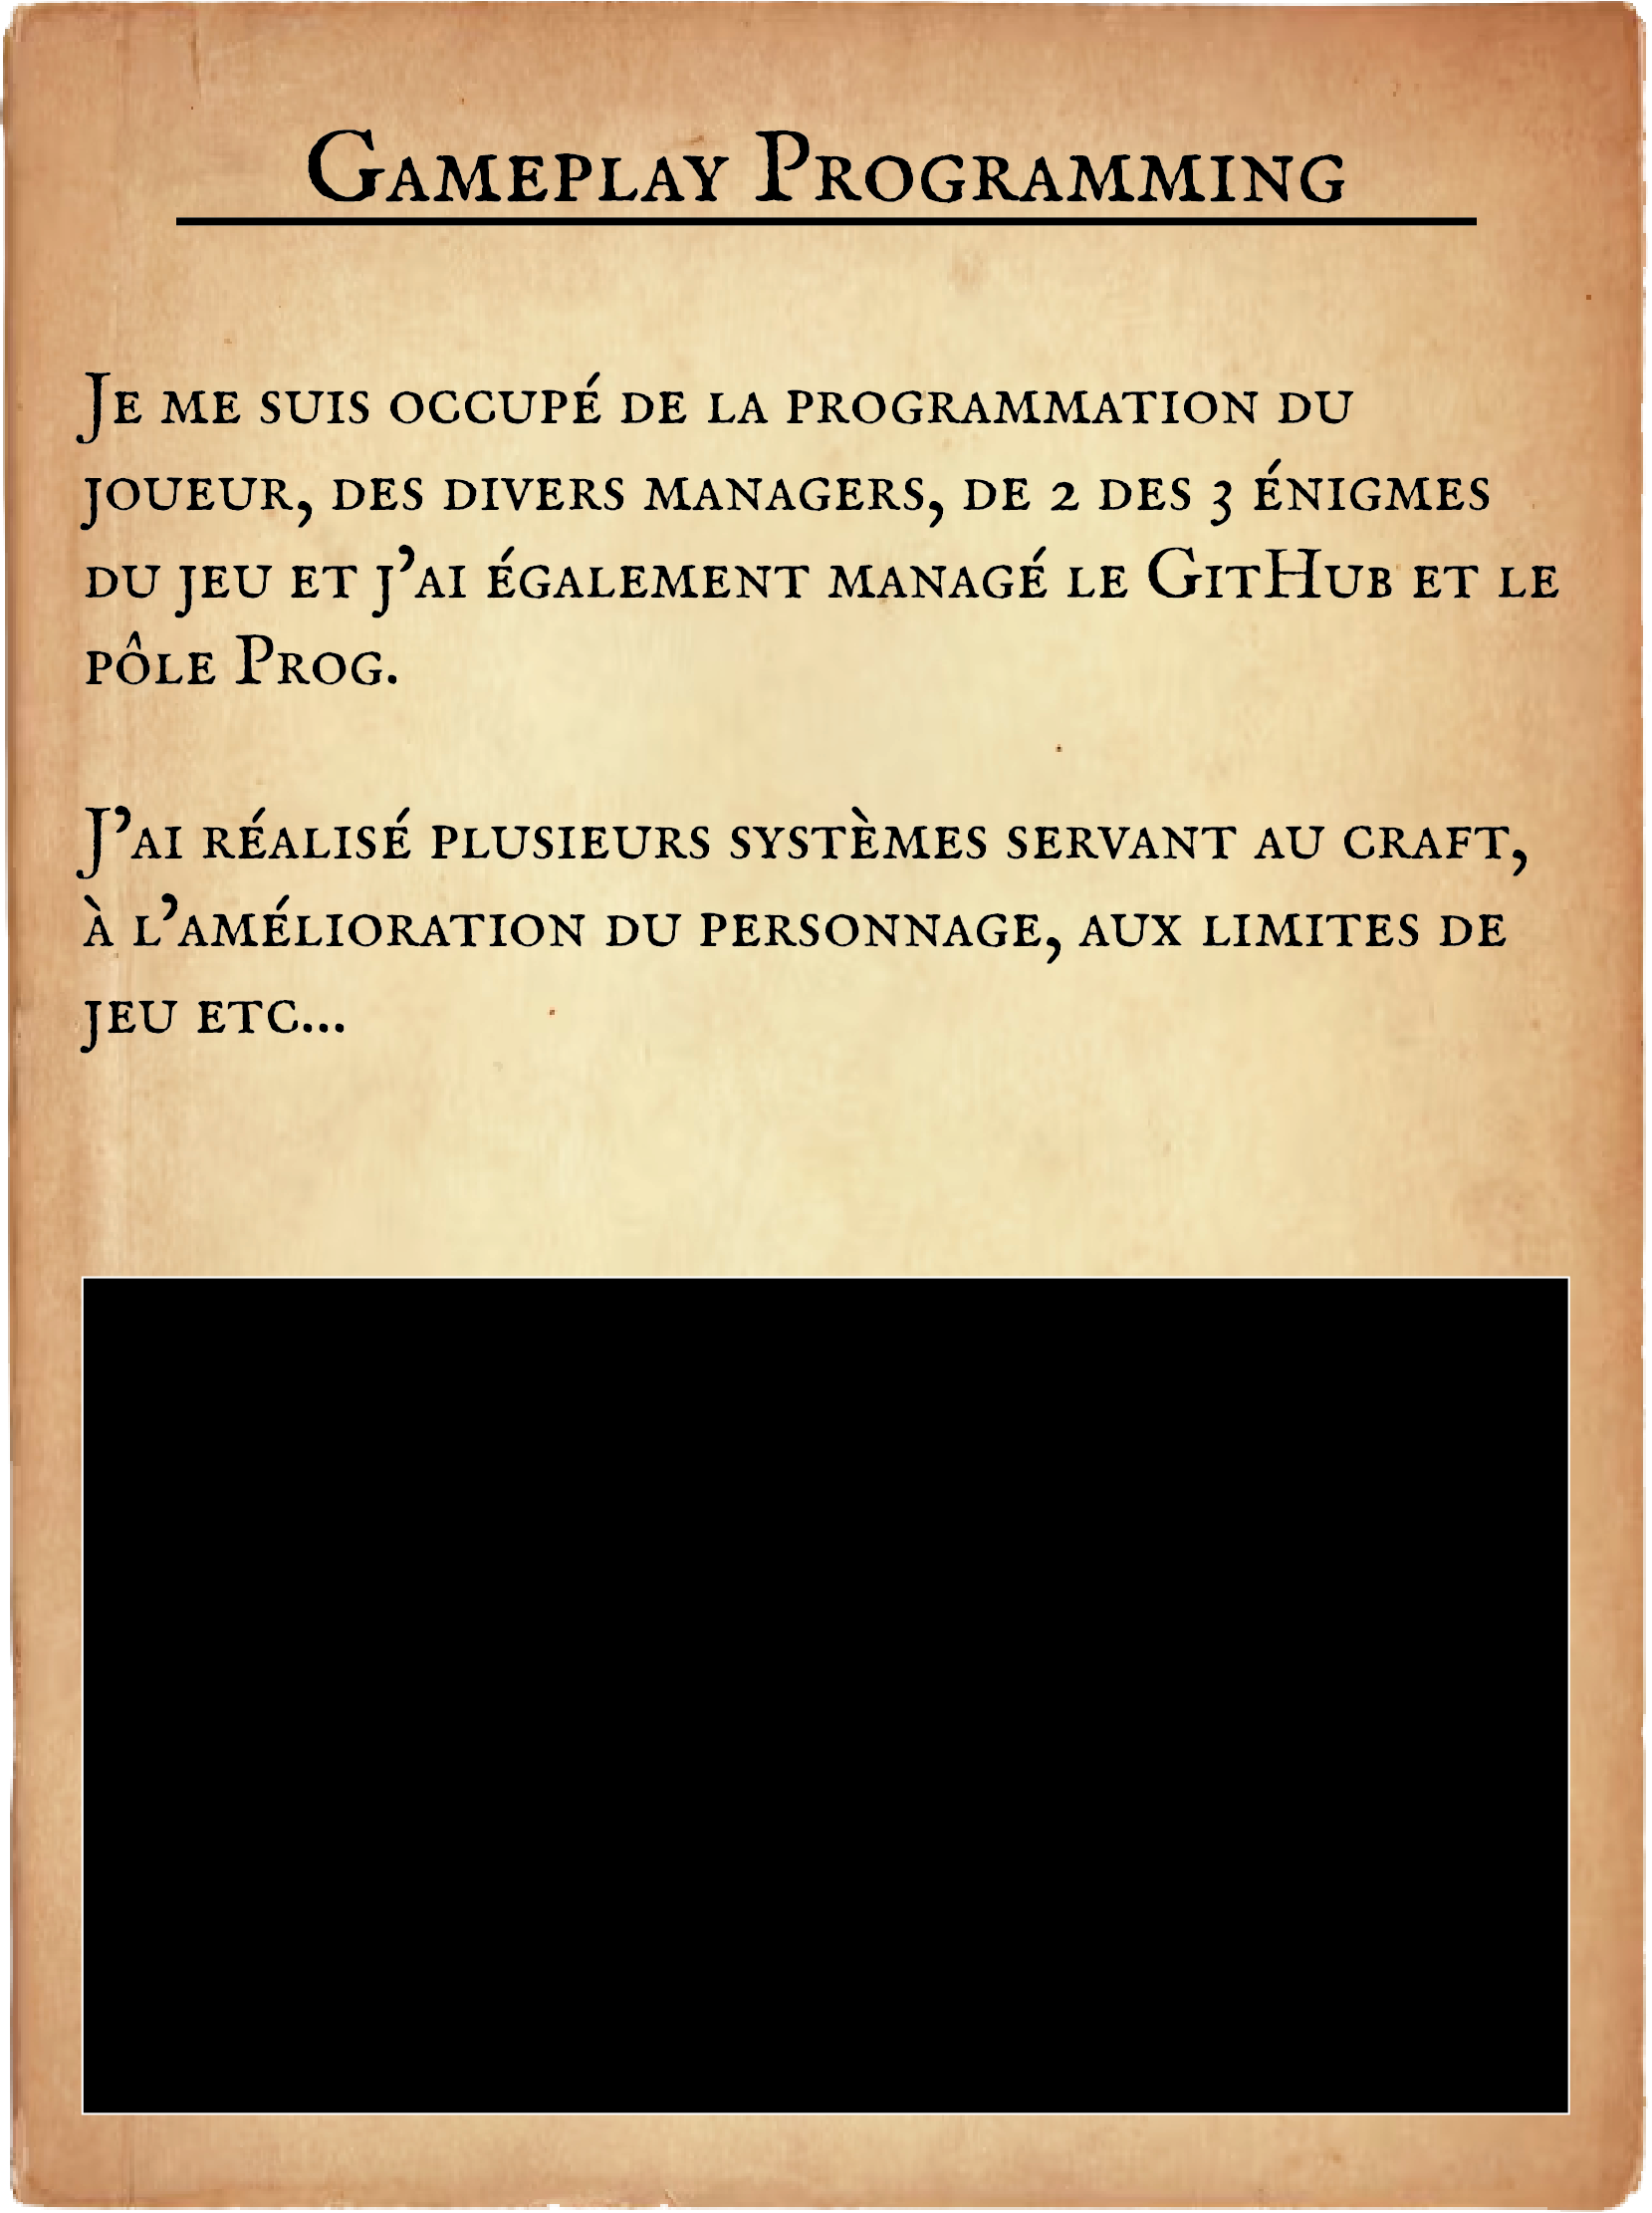 Gameplay Programming
Je me suis occupé de la programmation du
joueur, des divers managers, de 2 des 3 énigmes
du jeu et j'ai également managé le GitHub et le
pôle Prog.
J'ai réalisé plusieurs systèmes servant au craft,
à l'amélioration du personnage, aux limites de
jeu etc...